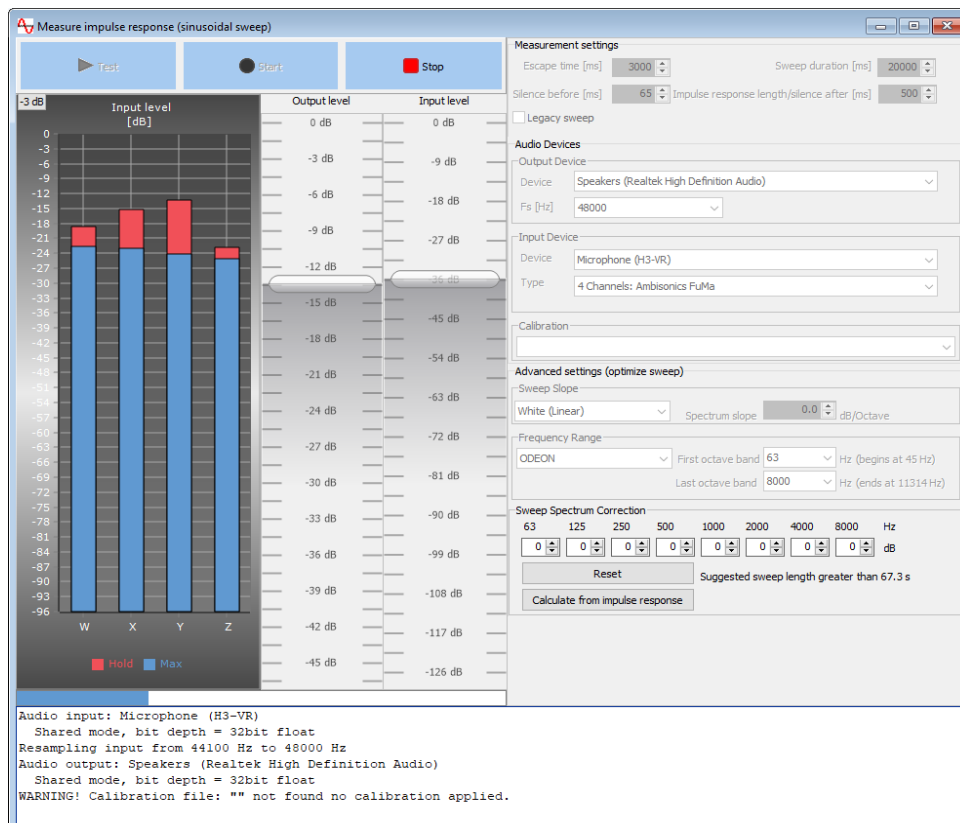 Measure impulse response (sinusoidal sweep)
Test
Start
Stop
-3 dB
Input level
[dB]
0
-3
-6
-9
-12
-15
-18
-21
-24
-27
-30
-33
-36
-39
-42
-45
-48
-51
-54
-57
-60
-63
-66
-69
-72
-75
-78
-81
-84
-87
-90
-93
-96
W X Y Z
Hold Max
Output level
0 dB
-3 dB
-6 dB
-9 dB
-12 dB
-15 dB
-18 dB
-21 dB
-24 dB
-27 dB
-30 dB
-33 dB
-36 dB
-39 dB
-42 dB
-45 dB
Input level
0 dB
-9 dB
-18 dB
-27 dB
-36 dB
-45 dB
-54 dB
-63 dB
-72 dB
-81 dB
-90 dB
-99 dB
-108 dB
-117 dB
-126 dB
Measurement settings
Escape time [ms] 3000 Sweep duration [ms] 20000
Silence before [ms] 65 Impulse response length/silence after [ms] 500
Legacy sweep
Audio Devices
Output Device
Device Speakers (Realtek High Definition Audio)
Fs [Hz] 48000
Input Device
Device Microphone (H3-VR)
Type 4 Channels: Ambisonics FuMa
Calibration
Advanced settings (optimize sweep)
Sweep Slope
White (Linear) Spectrum slope 0.0 dB/Octave
Frequency Range
ODEON First octave band 63 Hz (begins at 45 Hz)
Last octave band 8000 Hz (ends at 11314 Hz)
Sweep Spectrum Correction
63 125 250 500 1000 2000 4000 8000 Hz
0 0 0 0 0 0 0 0 dB
Reset Suggested sweep length greater than 67.3 s
Calculate from impulse response
Audio input: Microphone (H3-VR)
Shared mode, bit depth = 32bit float
Resampling input from 44100 Hz to 48000 Hz
Audio output: Speakers (Realtek High Definition Audio)
Shared mode, bit depth = 32bit float
WARNING! Calibration file: "" not found no calibration applied.